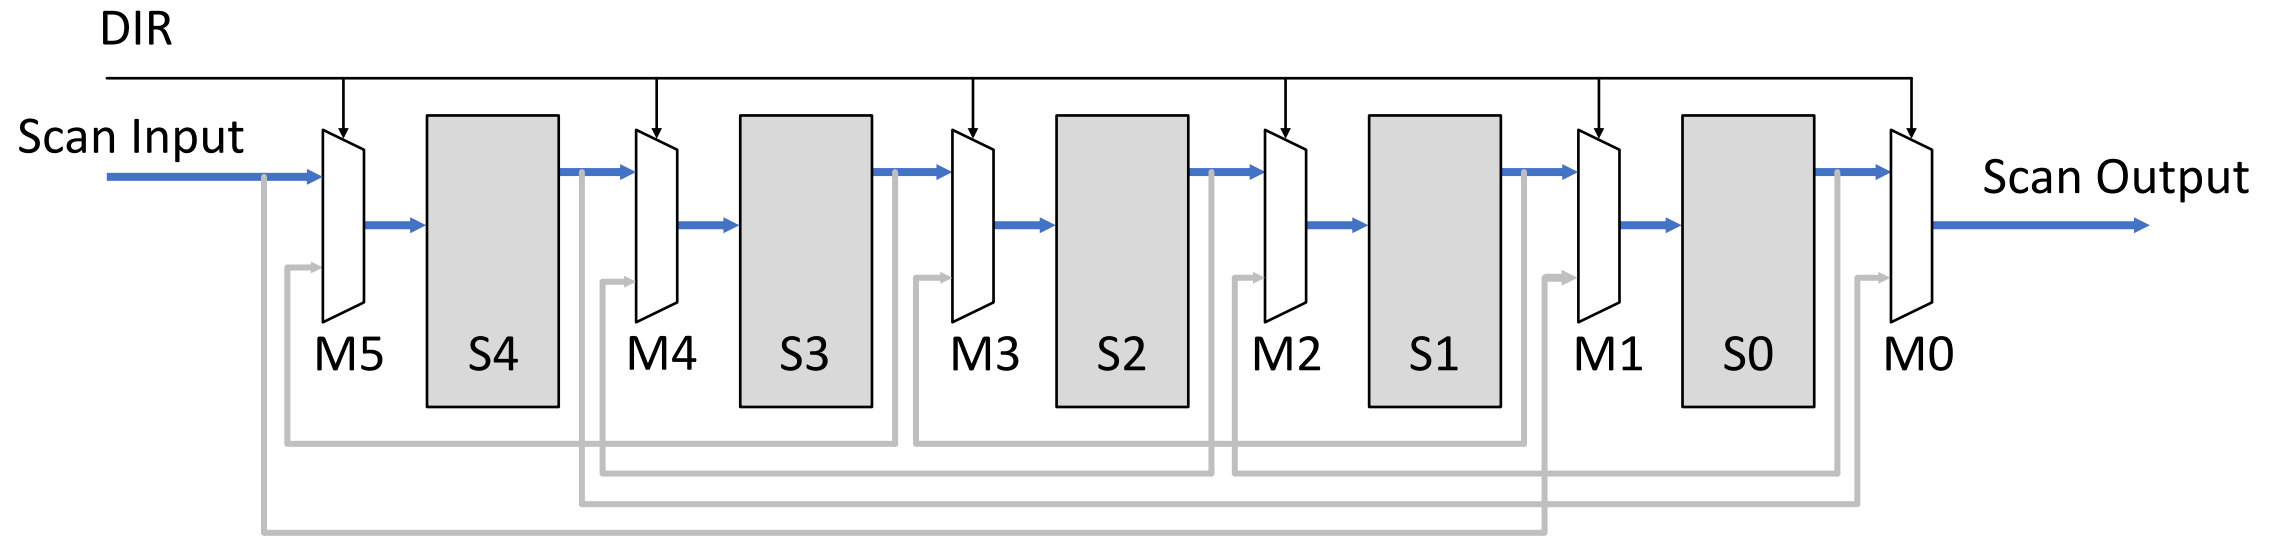 DIR
Scan Input
Scan Output
M5
S4
M4
S3
M3
S2
M2
S1
M1
S0
M0